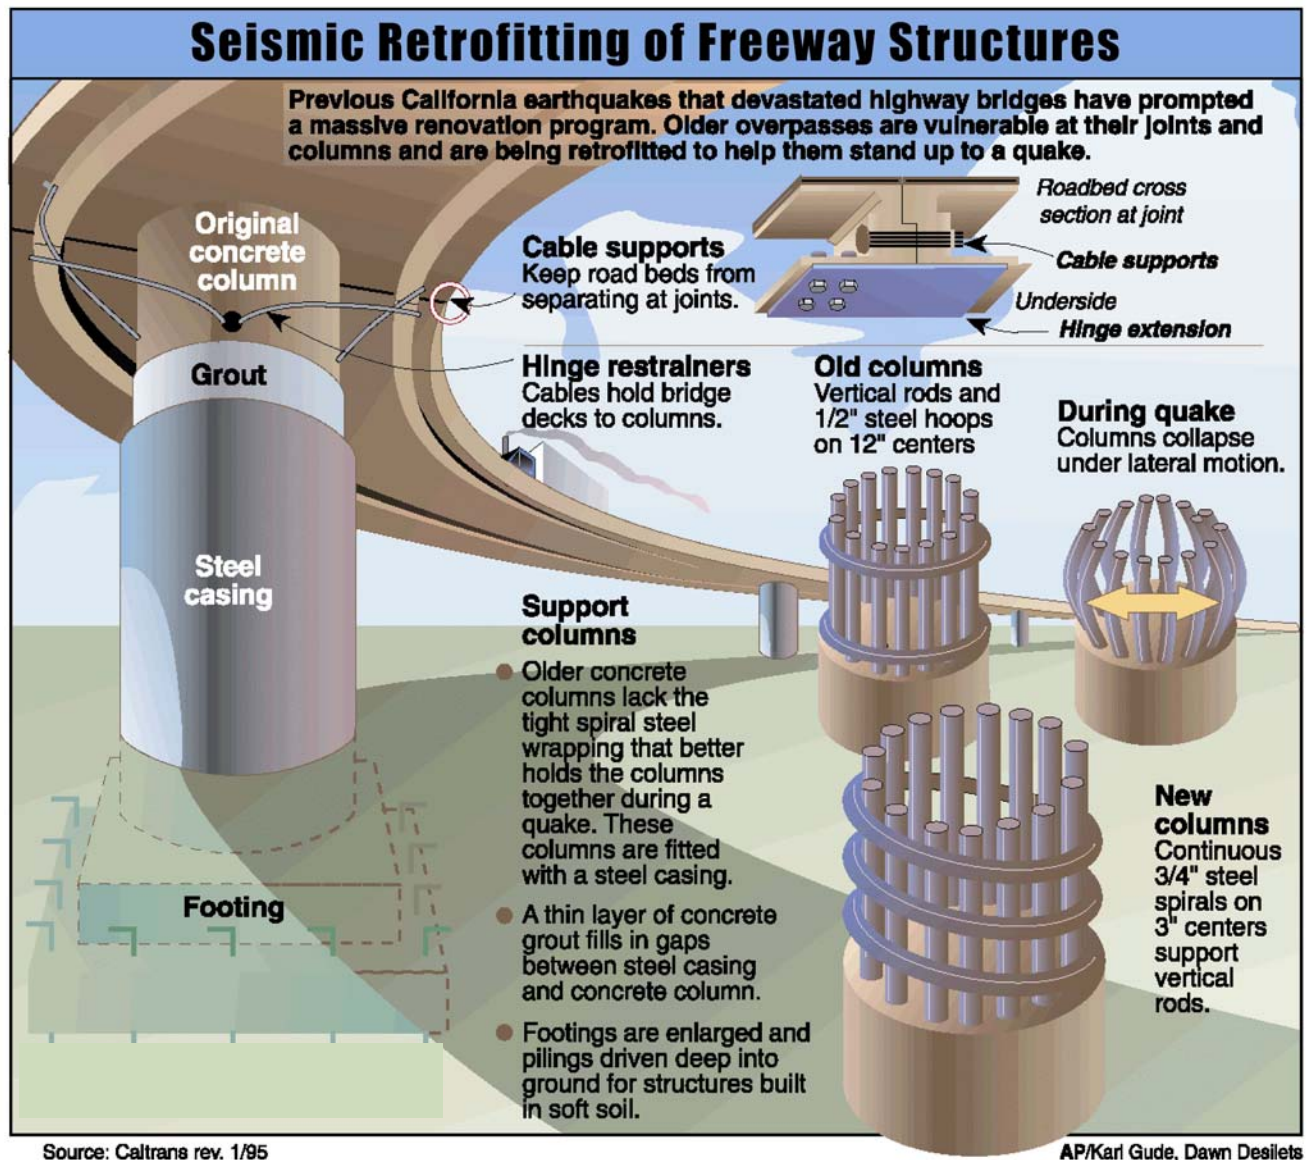 Seismic Retrofitting of Freeway Structures
Previous California earthquakes that devastated highway bridges have prompted
a massive renovation program. Older overpasses are vulnerable at their joints and
columns and are being retrofitted to help them stand up to a quake.
Original
concrete
column
Grout
Steel
casing
Footing
Cable supports
Keep road beds from
separating at joints.
Roadbed cross
section at joint
Cable supports
Underside
Hinge extension
Hinge restrainers
Cables hold bridge
decks to columns.
Old columns
Vertical rods and
1/2" steel hoops
on 12" centers
During quake
Columns collapse
under lateral motion.
Support
columns
Older concrete
columns lack the
tight spiral steel
wrapping that better
holds the columns
together during a
quake. These
columns are fitted
with a steel casing.
A thin layer of concrete
grout fills in gaps
between steel casing
and concrete column.
Footings are enlarged and
pilings driven deep into
ground for structures built
in soft soil.
New
columns
Continuous
3/4" steel
spirals on
3" centers
support
vertical
rods.
Source: Caltrans rev. 1/95
AP/Karl Gude, Dawn Desilets